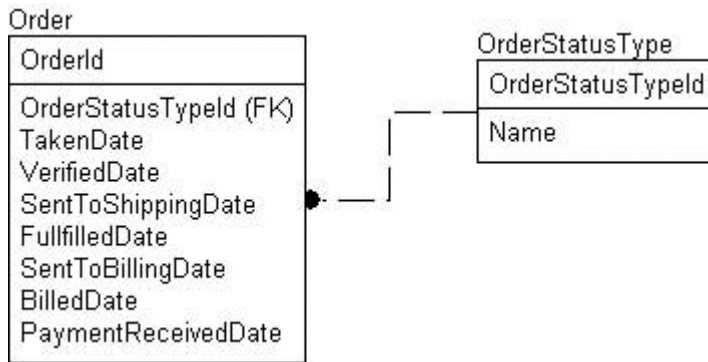 Order
OrderId
OrderStatusTypeId (FK)
TakenDate
VerifiedDate
SentToShippingDate
FullfilledDate
SentToBillingDate
BilledDate
PaymentReceivedDate
OrderStatusType
OrderStatusTypeId
Name